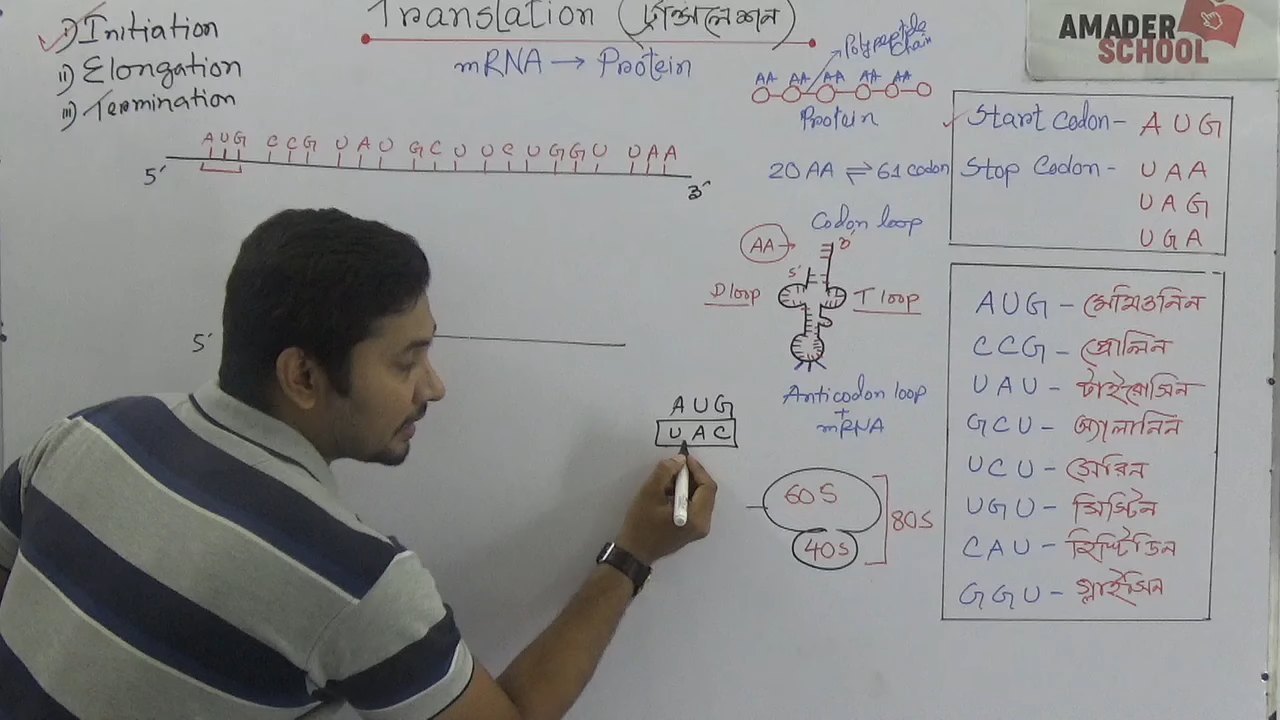 Translation (ট্রান্সলেশন)
i) Initiation
ii) Elongation
iii) Termination
mRNA → Protein
Polypeptide Chain
AA AA AA AA AA
Protein
AMADER
SCHOOL
Start Codon - AUG
Stop Codon - UAA
UAG
UGA
20 AA ⇌ 61 codon
AUG CCG UAU GCU UCU GGU UAA
5´ 3´
Codon loop
AA →
5´
D loop
T loop
Anticodon loop
+
mRNA
5´
AUG
UAC
60S
40S
80S
AUG - মেথিওনিন
CCG - প্রোলিন
UAU - টাইরোসিন
GCU - অ্যালানিন
UCU - সেরিন
UGU - সিস্টিন
CAU - হিস্টিডিন
GGU - গ্লাইসিন